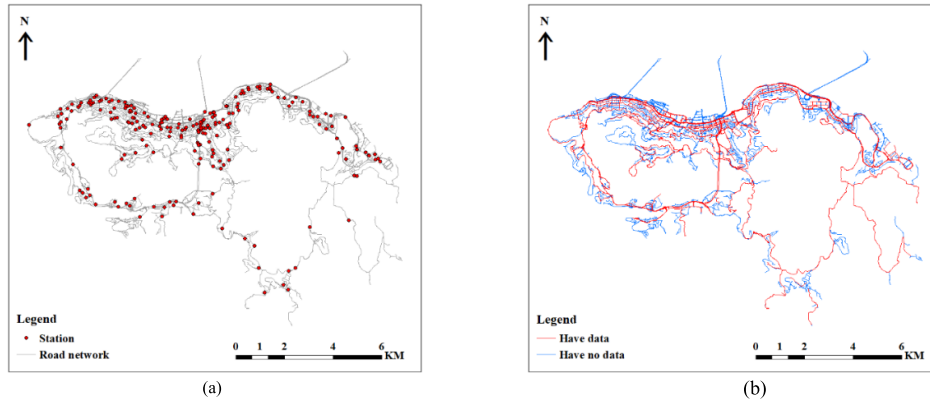 N
Legend
Station
Road network
0 1 2 4 6
KM
(a)
N
Legend
Have data
Have no data
0 1 2 4 6
KM
(b)